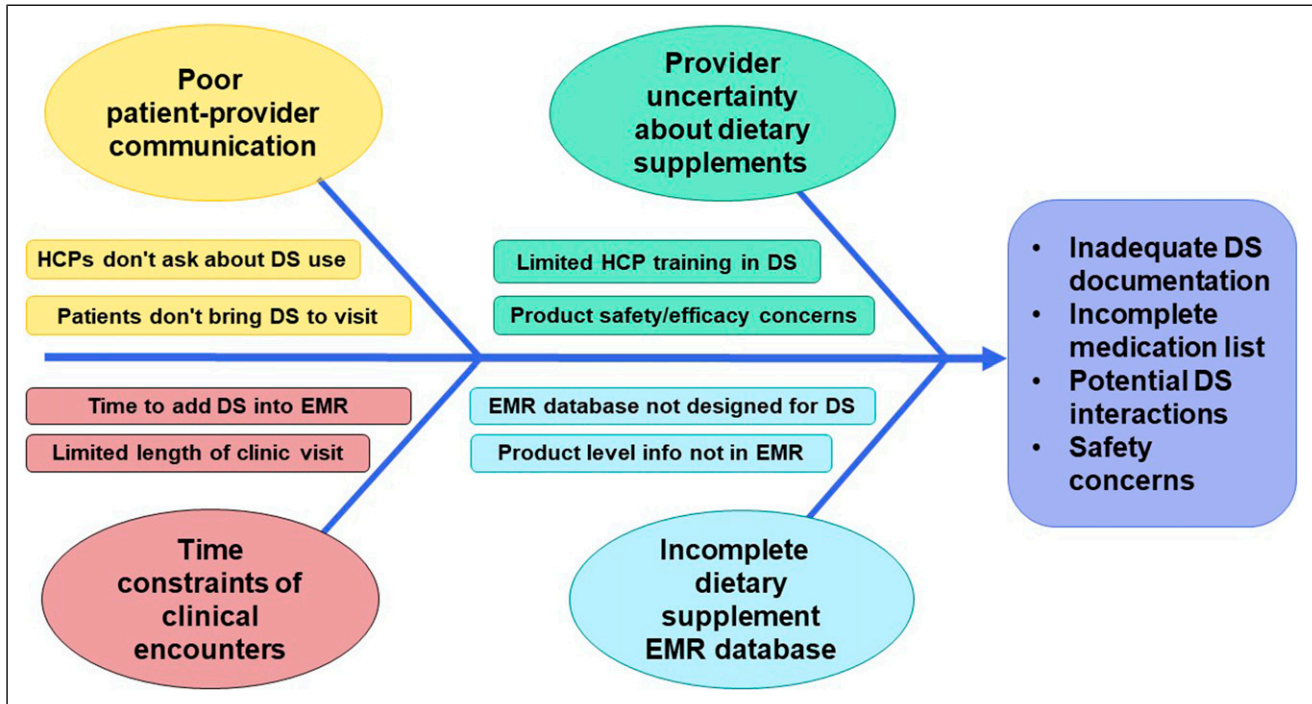 Poor
patient-provider
communication
Provider
uncertainty
about dietary
supplements
HCPs don't ask about DS use
Patients don't bring DS to visit
Limited HCP training in DS
Product safety/efficacy concerns
Time to add DS into EMR
Limited length of clinic visit
EMR database not designed for DS
Product level info not in EMR
Time
constraints of
clinical
encounters
Incomplete
dietary
supplement
EMR database
• Inadequate DS
documentation
• Incomplete
medication list
• Potential DS
interactions
• Safety
concerns